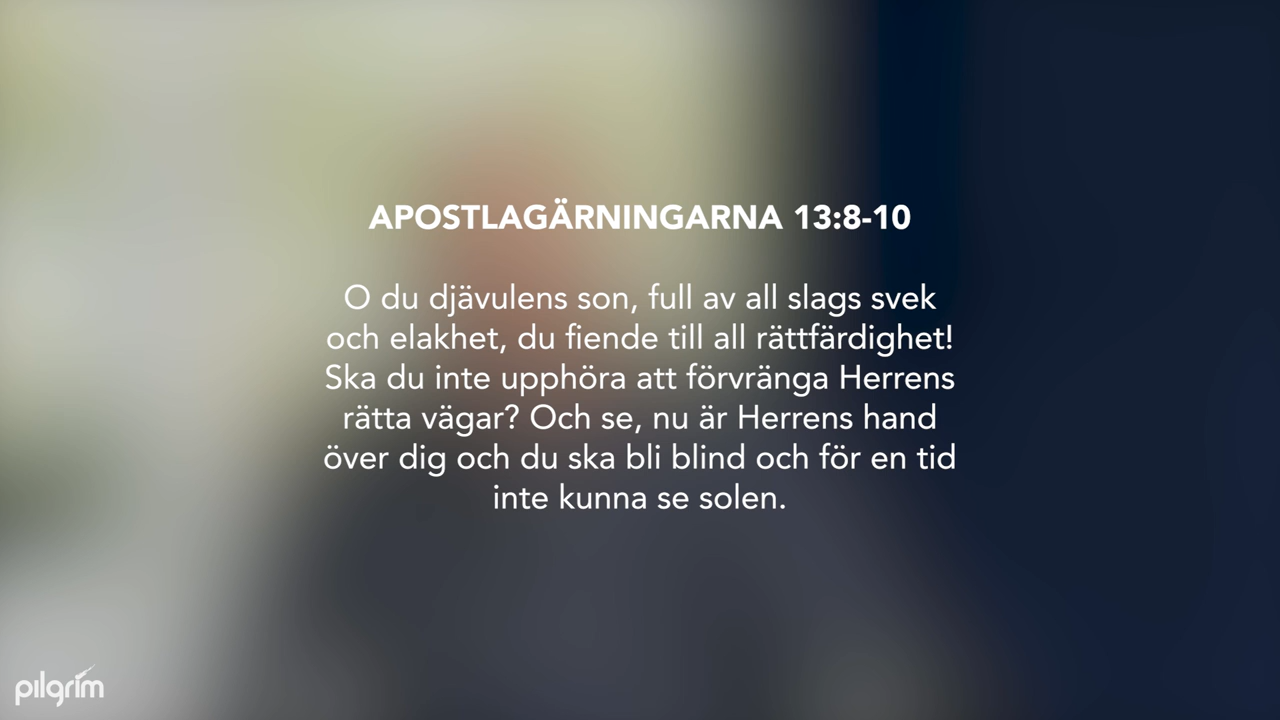 APOSTLAGÄRNINGARNA 13:8-10
O du djävulens son, full av all slags svek
och elakhet, du fiende till all rättfärdighet!
Ska du inte upphöra att förvränga Herrens
rätta vägar? Och se, nu är Herrens hand
över dig och du ska bli blind och för en tid
inte kunna se solen.
pilgrim